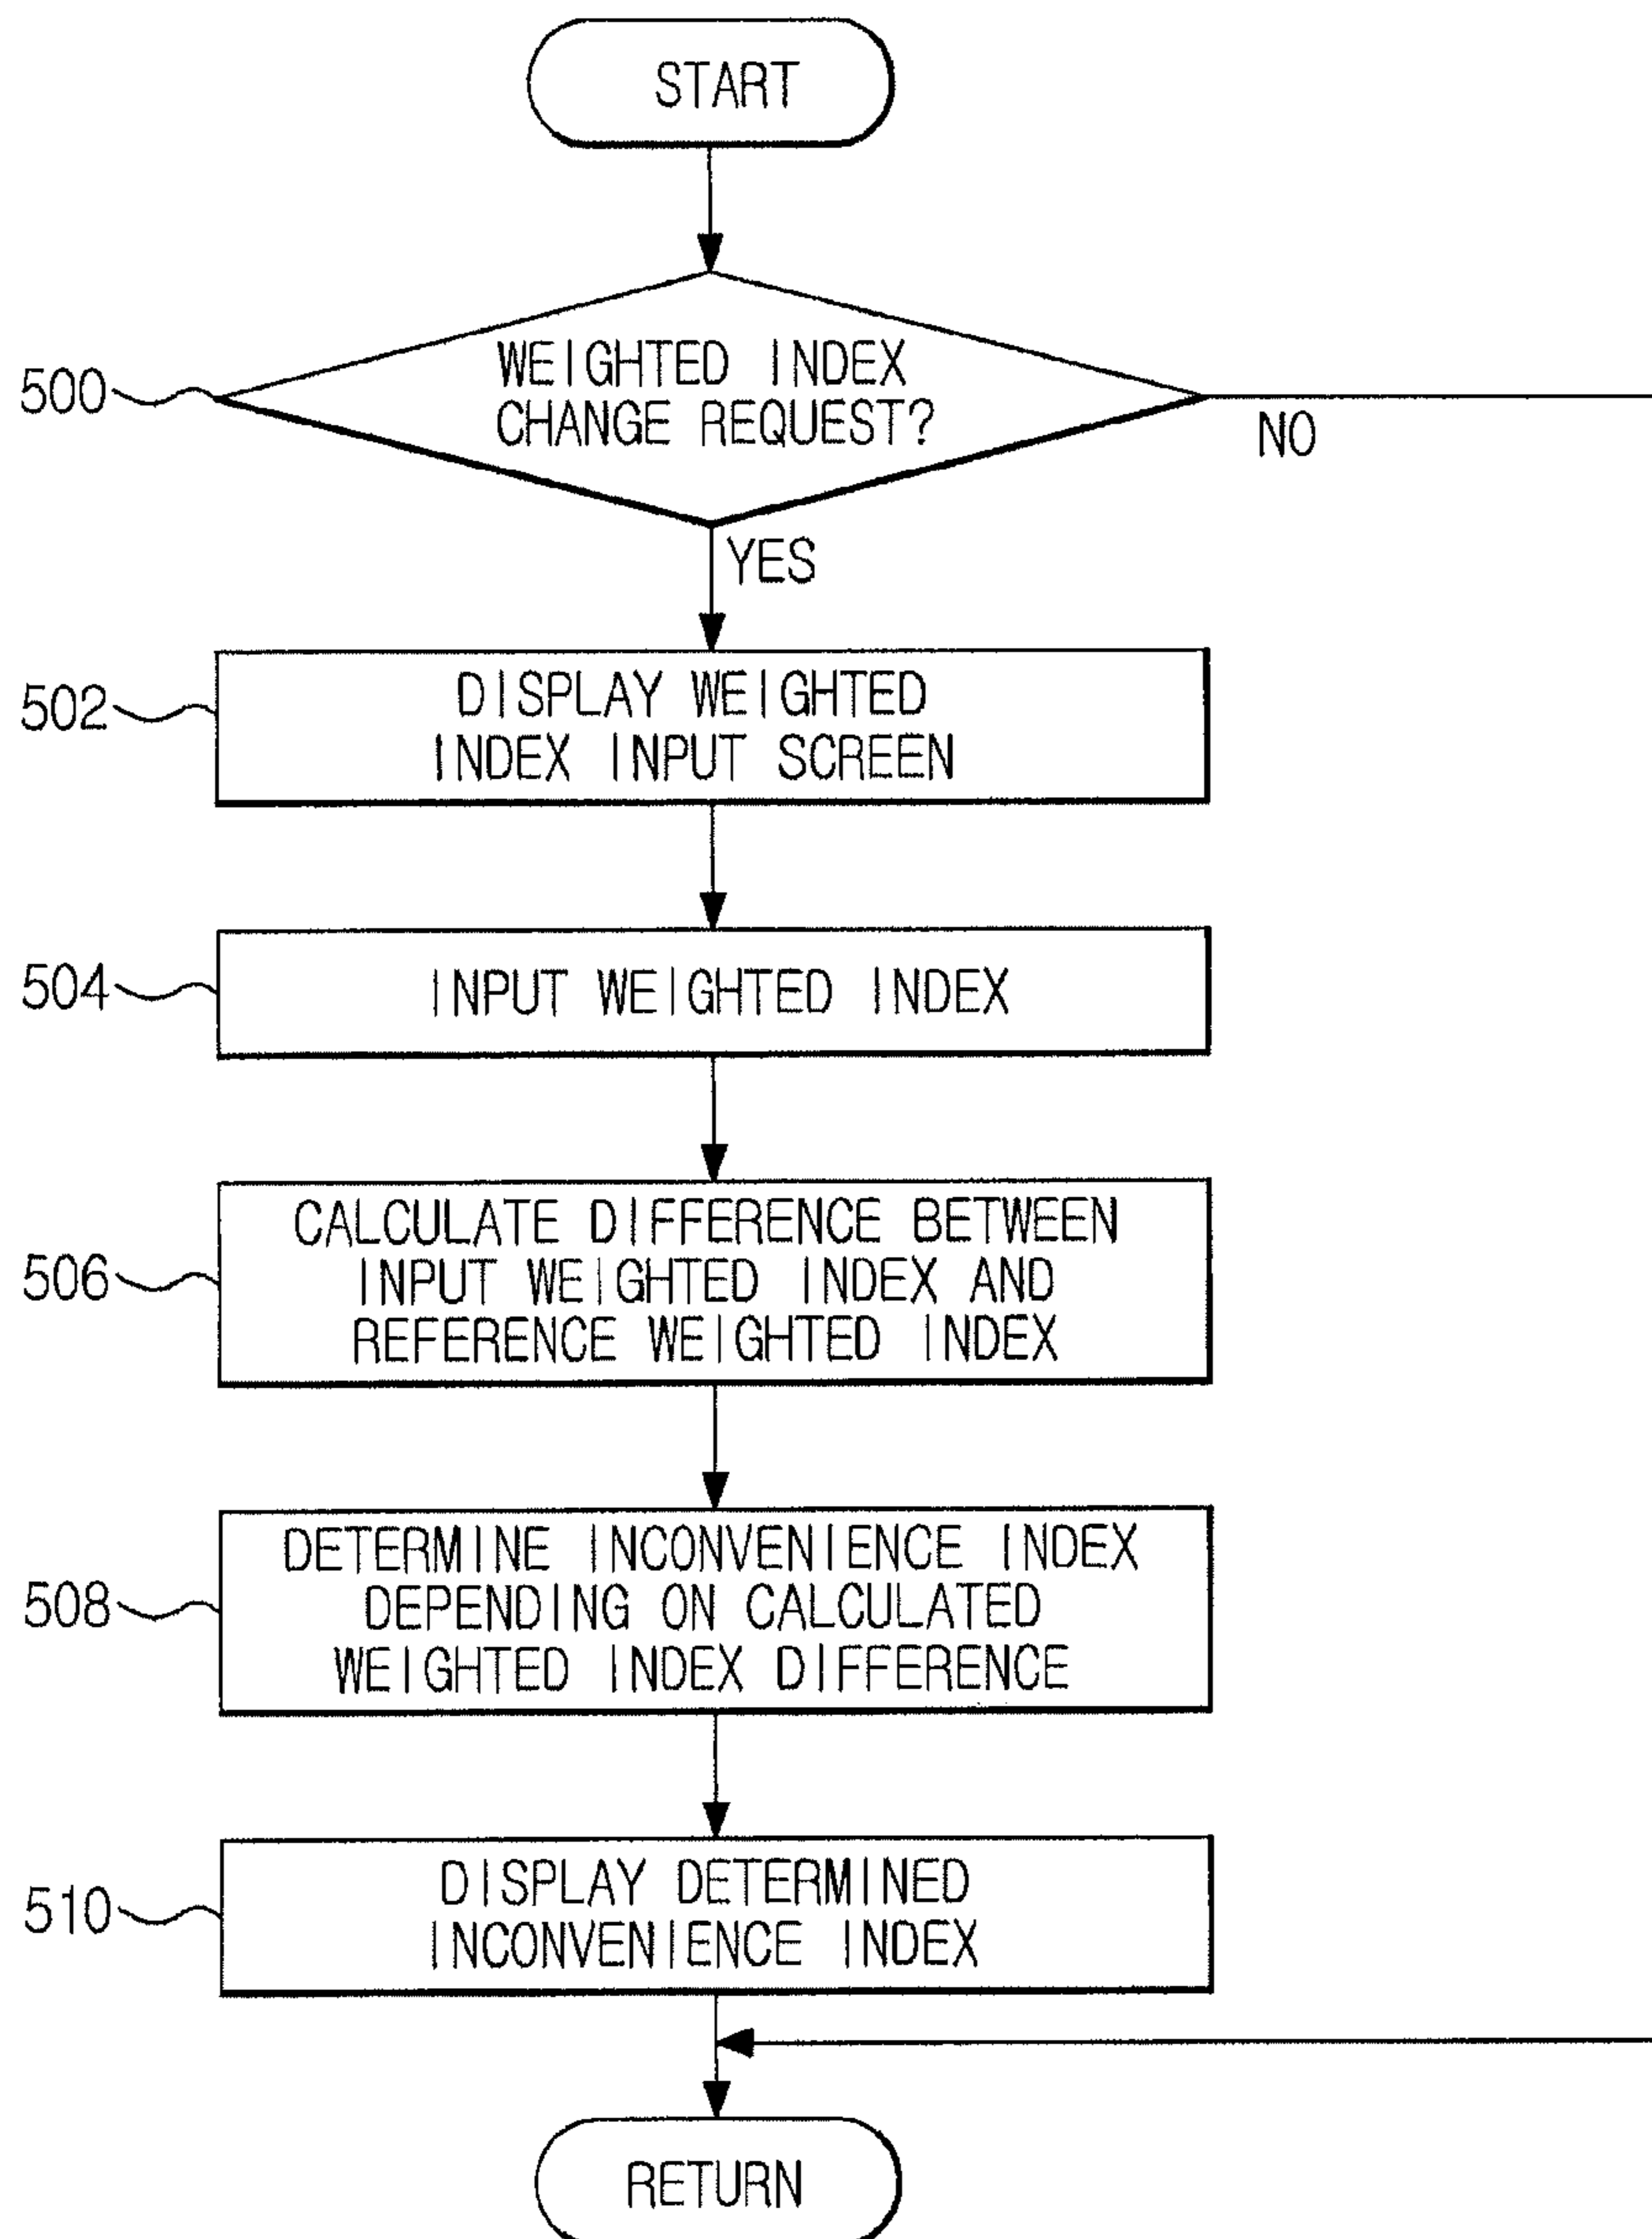 START
500
WEIGHTED INDEX
CHANGE REQUEST?
NO
YES
502
DISPLAY WEIGHTED
INDEX INPUT SCREEN
504
INPUT WEIGHTED INDEX
506
CALCULATE DIFFERENCE BETWEEN
INPUT WEIGHTED INDEX AND
REFERENCE WEIGHTED INDEX
508
DETERMINE INCONVENIENCE INDEX
DEPENDING ON CALCULATED
WEIGHTED INDEX DIFFERENCE
510
DISPLAY DETERMINED
INCONVENIENCE INDEX
RETURN